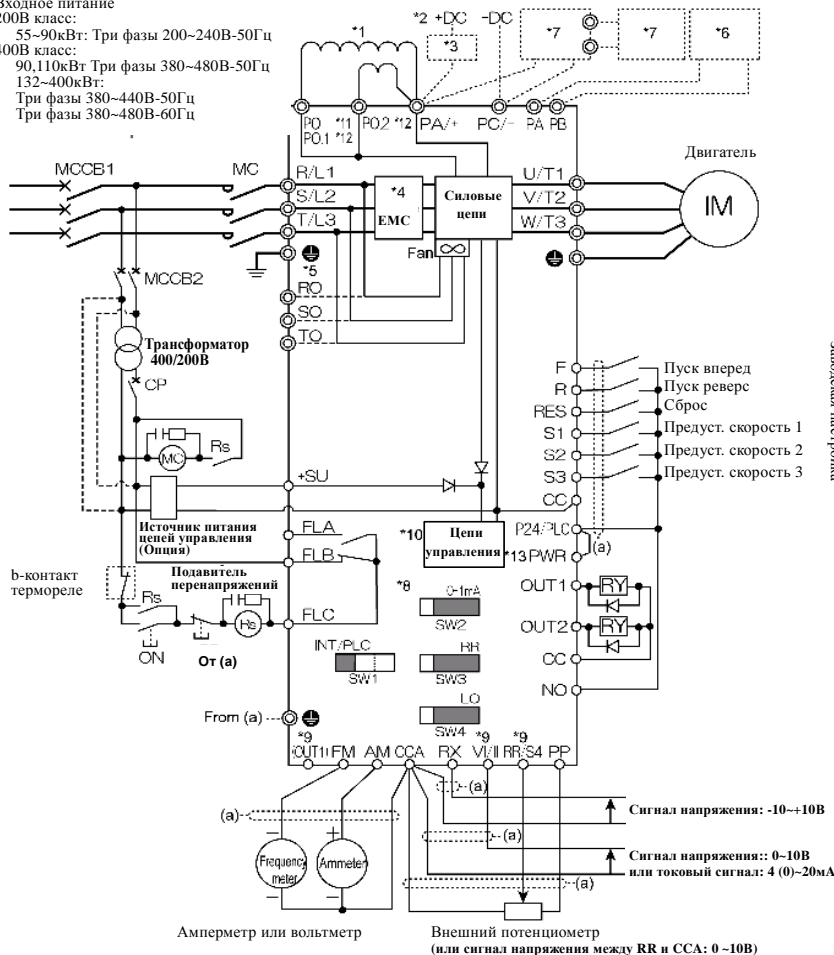 Входное питание
200В класс:
55~90кВт: Три фазы 200~240В-50Гц
400В класс:
90,110кВт Три фазы 380~480В-50Гц
132~400кВт:
Три фазы 380~440В-50Гц
Три фазы 380~480В-60Гц
*1
*2 +DC -DC
*3
*7
*7
*6
PO
PO.1
*11
*12
PO.2 *12
PA/+
PC/-
PA PB
Двигатель
MCCB1
MC
R/L1
S/L2
T/L3
*4
EMC
Силовые
цепи
U/T1
V/T2
W/T3
IM
Fan
*5
MCCB2
RO
SO
TO
Трансформатор
400/200В
CP
MC
Rs
F
R
RES
S1
S2
S3
CC
P24/PLC
*13 PWR
(a)
Пуск вперед
Пуск реверс
Сброс
Предуст. скорость 1
Предуст. скорость 2
Предуст. скорость 3
+SU
Источник питания
цепей управления
(Опция)
FLA
FLB
FLC
*10
Цепи
управления
b-контакт
термореле
Подавитель
перенапряжений
Rs
Rs
ON
От (a)
*8
0-1mA
SW2
INT/PLC
SW1
RR
SW3
LO
SW4
OUT1
RY
OUT2
RY
CC
NO
From (a)
*9
(OUT1) FM AM CCA RX
*9
VI/II
*9
RR/S4 PP
(a)
Сигнал напряжения: -10~+10В
(a)
(a)
Сигнал напряжения:: 0~10В
или токовый сигнал: 4 (0)~20мА
(a)
Frequency
meter
Ammeter
Амперметр или вольтметр
Внешний потенциометр
(или сигнал напряжения между RR и CCA: 0 ~10В)